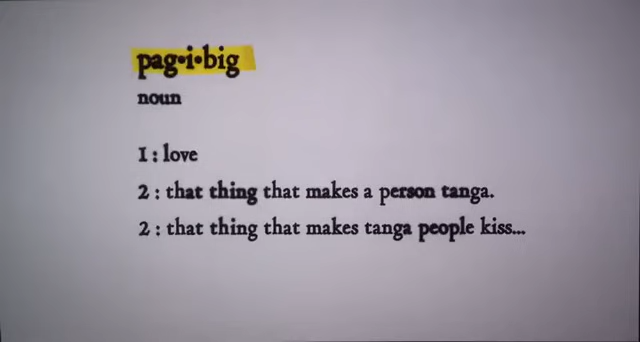 pag•i•big
noun
1 : love
2 : that thing that makes a person tanga.
2 : that thing that makes tanga people kiss...